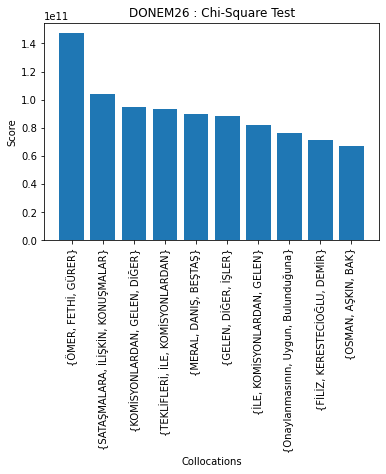 DONEM26 : Chi-Square Test
1e11
1.4
1.2
1.0
0.8
0.6
0.4
0.2
0.0
Score
{ÖMER, FETHİ, GÜRER}
{SATAŞMALARA, İLİŞKİN, KONUŞMALAR}
{KOMİSYONLARDAN, GELEN, DİĞER}
{TEKLİFLERİ, İLE, KOMİSYONLARDAN}
{MERAL, DANIŞ, BEŞTAŞ}
{GELEN, DİĞER, İŞLER}
{İLE, KOMİSYONLARDAN, GELEN}
{Onaylanmasının, Uygun, Bulunduğuna}
{FİLİZ, KERESTECİOĞLU, DEMİR}
{OSMAN, AŞKIN, BAK}
Collocations